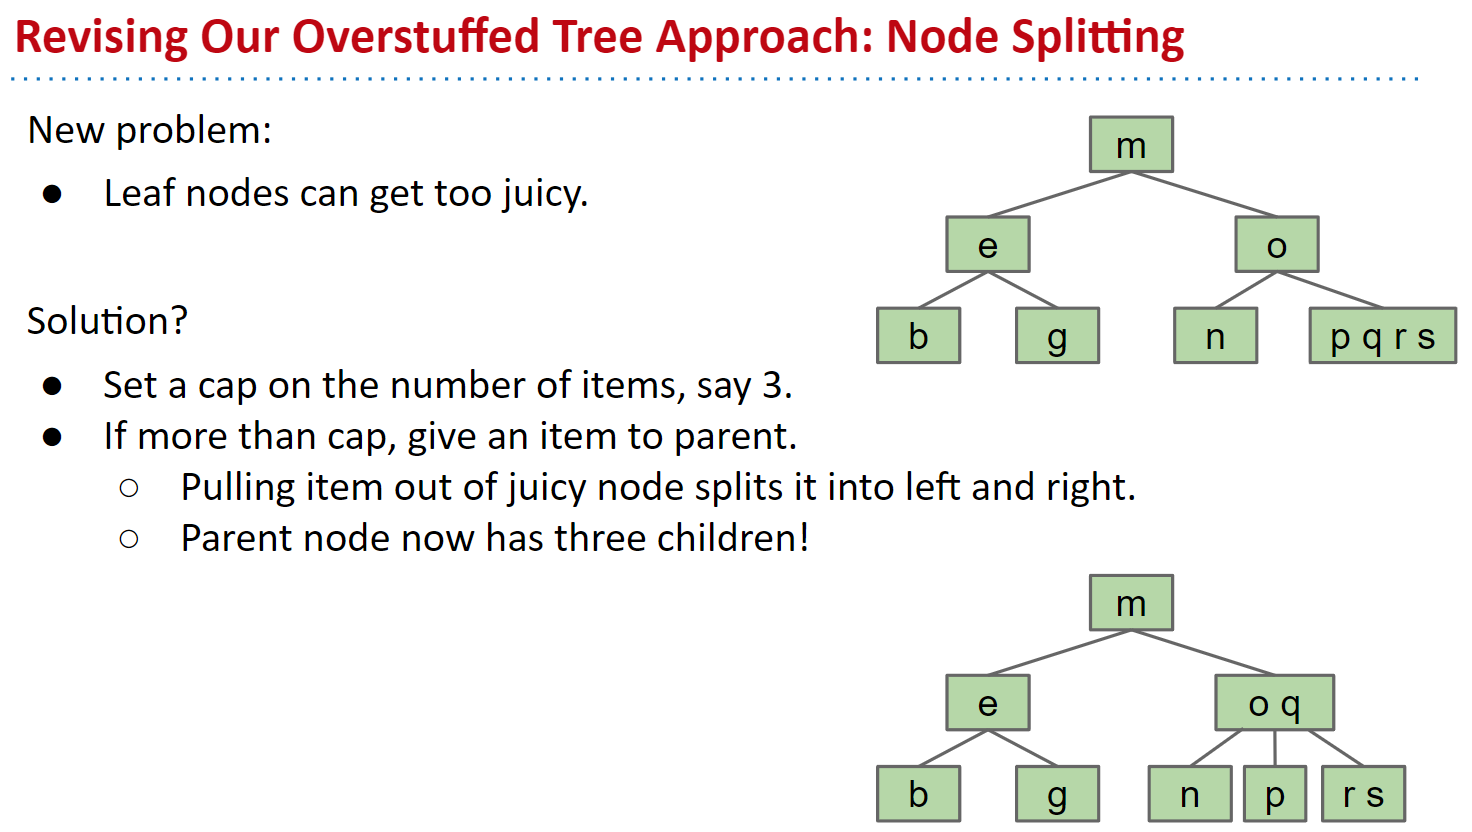 Revising Our Overstuffed Tree Approach: Node Splitting
New problem:
● Leaf nodes can get too juicy.
Solution?
● Set a cap on the number of items, say 3.
● If more than cap, give an item to parent.
○ Pulling item out of juicy node splits it into left and right.
○ Parent node now has three children!
m
e o
b g n p q r s
m
e o q
b g n p r s